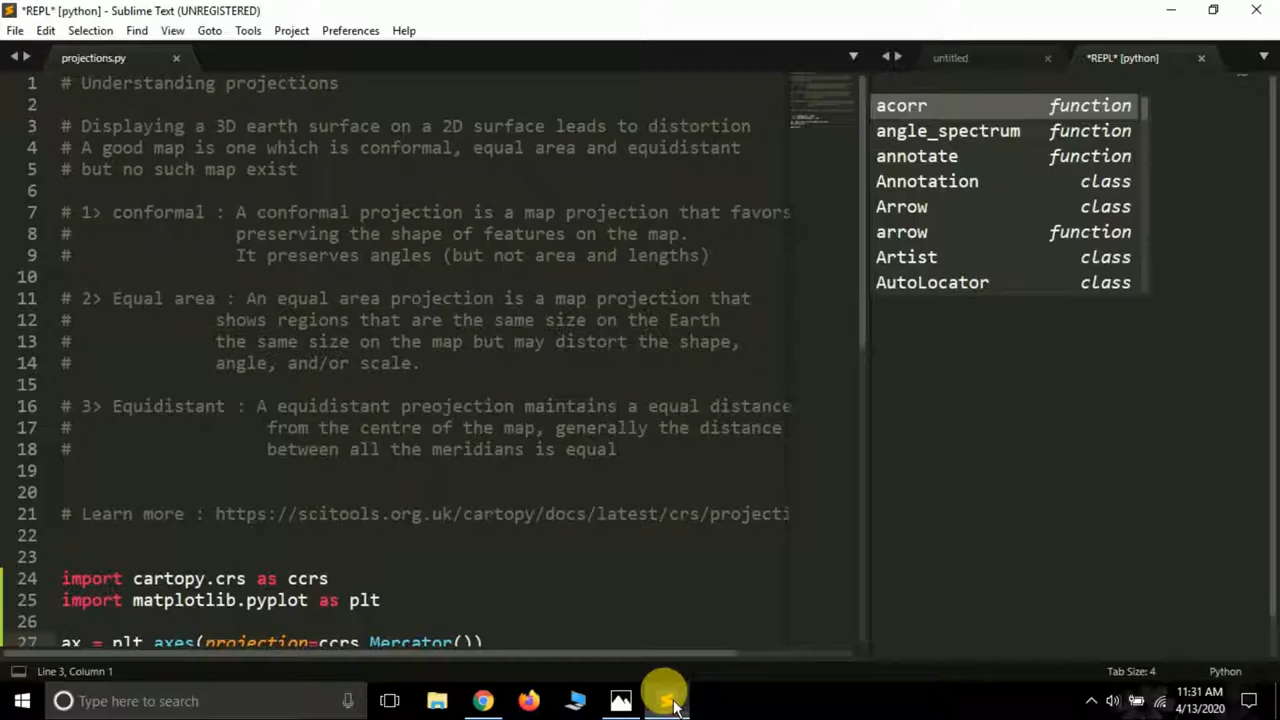 *REPL* [python] - Sublime Text (UNREGISTERED)
File Edit Selection Find View Goto Tools Project Preferences Help
projections.py
untitled
*REPL* [python]
1 # Understanding projections
2
3 # Displaying a 3D earth surface on a 2D surface leads to distortion
4 # A good map is one which is conformal, equal area and equidistant
5 # but no such map exist
6
7 # 1> conformal : A conformal projection is a map projection that favors
8 # preserving the shape of features on the map.
9 # It preserves angles (but not area and lengths)
10
11 # 2> Equal area : An equal area projection is a map projection that
12 # shows regions that are the same size on the Earth
13 # the same size on the map but may distort the shape,
14 # angle, and/or scale.
15
16 # 3> Equidistant : A equidistant preojection maintains a equal distance
17 # from the centre of the map, generally the distance
18 # between all the meridians is equal
19
20
21 # Learn more : https://scitools.org.uk/cartopy/docs/latest/crs/projecti
22
23
24 import cartopy.crs as ccrs
25 import matplotlib.pyplot as plt
26
27 ax = plt.axes(projection=ccrs.Mercator())
acorr function
angle_spectrum function
annotate function
Annotation class
Arrow class
arrow function
Artist class
AutoLocator class
Line 3, Column 1
Tab Size: 4
Python
Type here to search
11:31 AM
4/13/2020